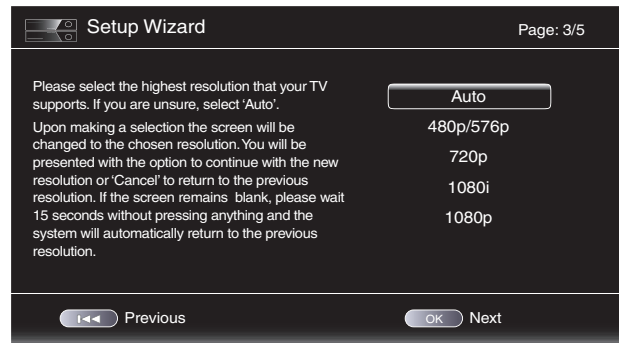 Setup Wizard
Page: 3/5
Please select the highest resolution that your TV
supports. If you are unsure, select ‘Auto’.
Upon making a selection the screen will be
changed to the chosen resolution. You will be
presented with the option to continue with the new
resolution or ‘Cancel’ to return to the previous
resolution. If the screen remains blank, please wait
15 seconds without pressing anything and the
system will automatically return to the previous
resolution.
Auto
480p/576p
720p
1080i
1080p
Previous
OK Next